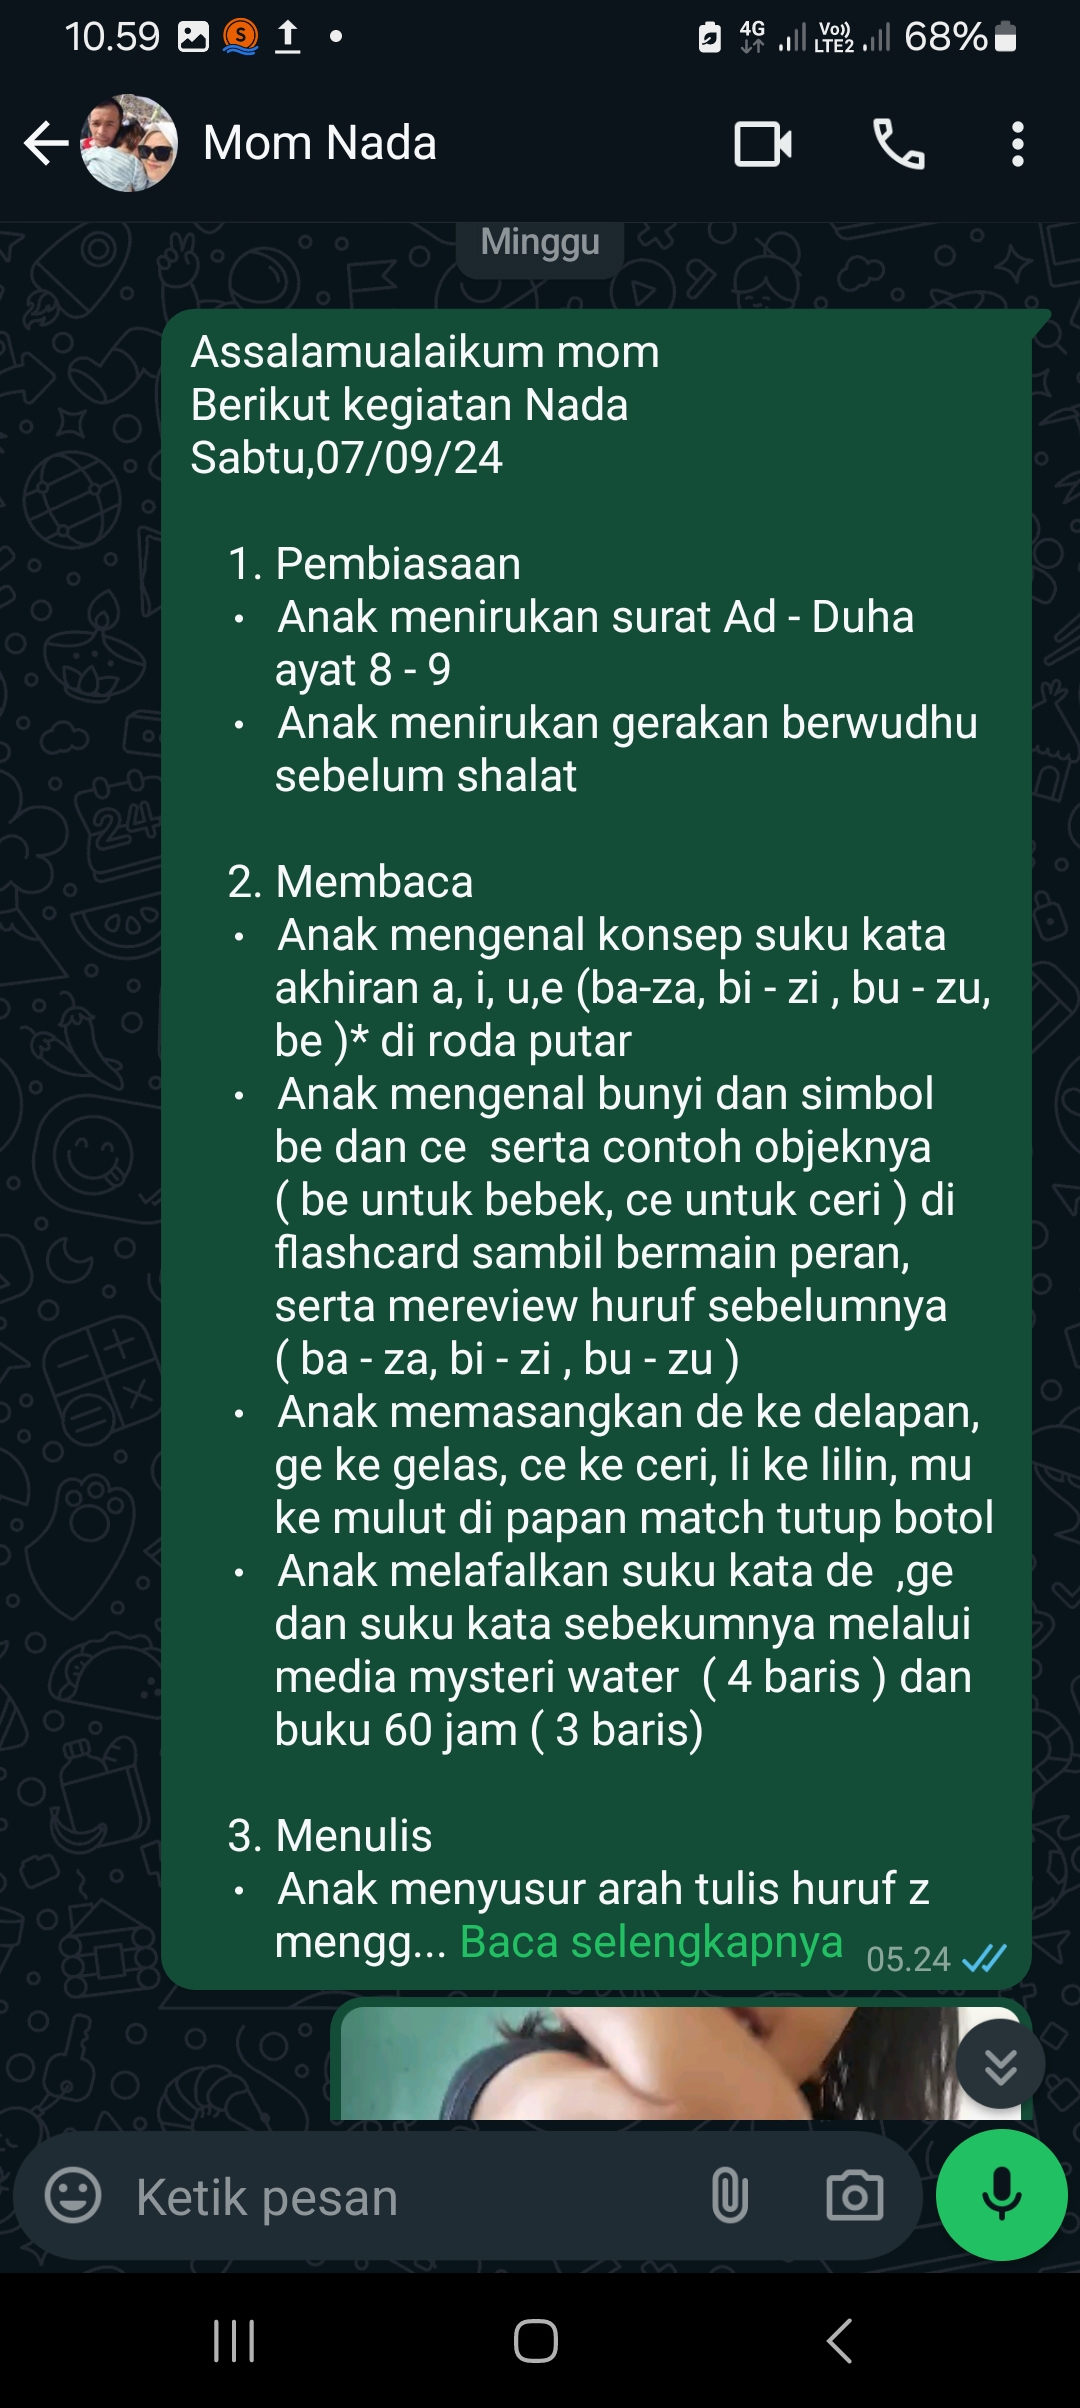 10.59
4G
Vo))
LTE2
68%
Mom Nada
Minggu
Assalamualaikum mom
Berikut kegiatan Nada
Sabtu,07/09/24
1. Pembiasaan
• Anak menirukan surat Ad - Duha
ayat 8 - 9
• Anak menirukan gerakan berwudhu
sebelum shalat
2. Membaca
• Anak mengenal konsep suku kata
akhiran a, i, u,e (ba-za, bi - zi , bu - zu,
be )* di roda putar
• Anak mengenal bunyi dan simbol
be dan ce  serta contoh objeknya
( be untuk bebek, ce untuk ceri ) di
flashcard sambil bermain peran,
serta mereview huruf sebelumnya
( ba - za, bi - zi , bu - zu )
• Anak memasangkan de ke delapan,
ge ke gelas, ce ke ceri, li ke lilin, mu
ke mulut di papan match tutup botol
• Anak melafalkan suku kata de  ,ge
dan suku kata sebekumnya melalui
media mysteri water  ( 4 baris ) dan
buku 60 jam ( 3 baris)
3. Menulis
• Anak menyusur arah tulis huruf z
mengg... Baca selengkapnya
05.24
Ketik pesan